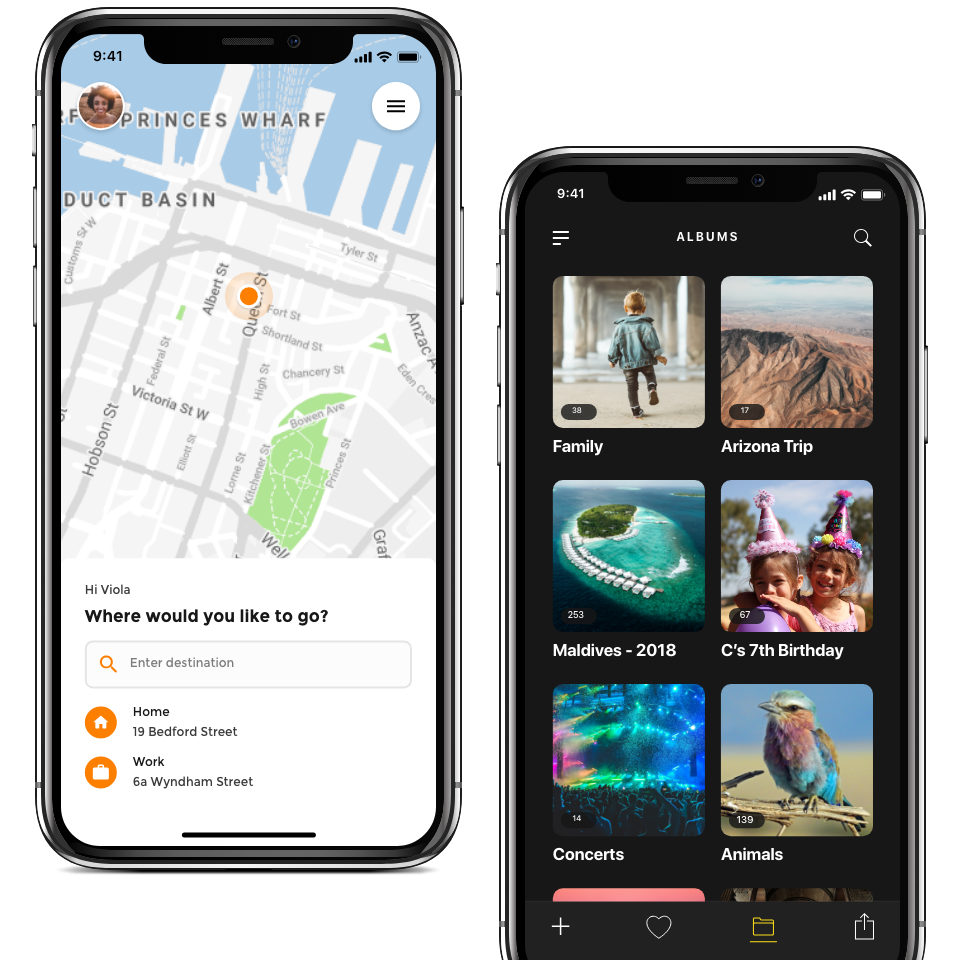 9:41
PRINCES WHARF
DUCT BASIN
Customs St W
Tyler St
Albert St
Queen St
Fort St
Shortland St
Anzac A
Federal St
High St
Chancery St
Eden Cres
Victoria St W
Bowen Ave
Hobson St
Elliott St
Lorne St
Kitchener St
Princes St
Well
Graf
Hi Viola
Where would you like to go?
Enter destination
Home
19 Bedford Street
Work
6a Wyndham Street
9:41
ALBUMS
38
17
Family
Arizona Trip
253
67
Maldives - 2018
C’s 7th Birthday
14
139
Concerts
Animals